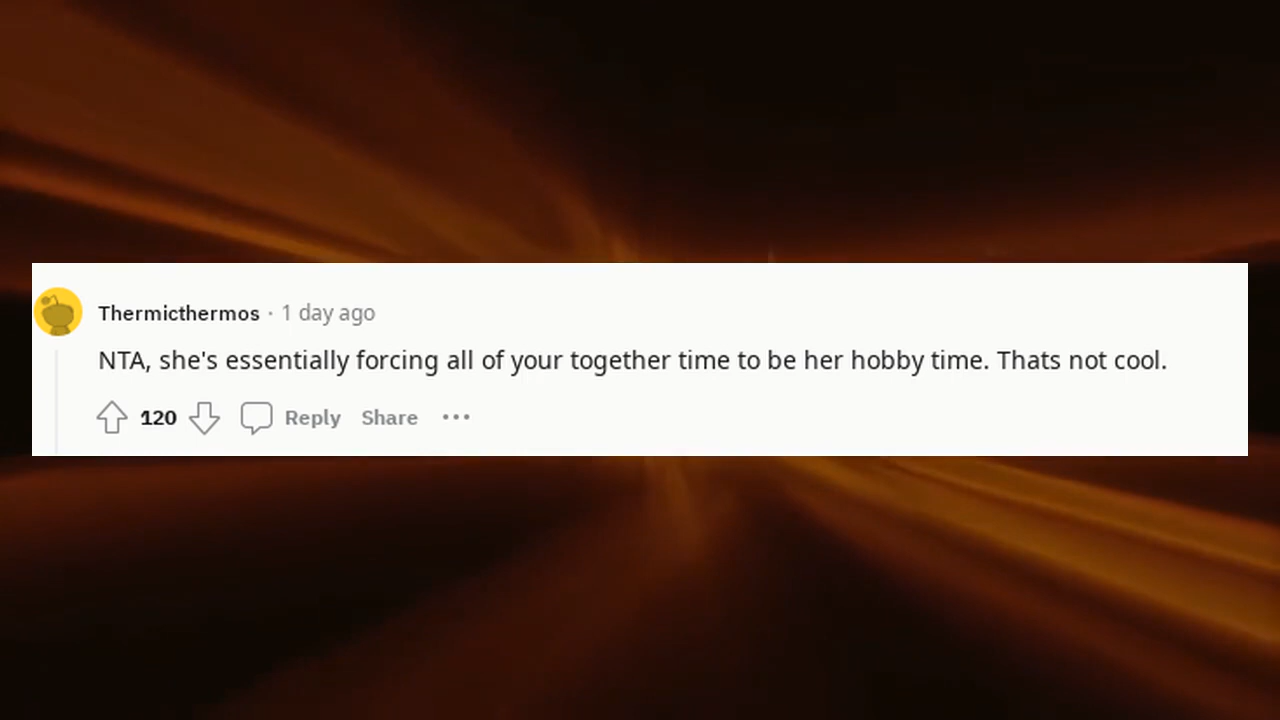 Thermicthermos · 1 day ago
NTA, she's essentially forcing all of your together time to be her hobby time. Thats not cool.
120 Reply Share ···